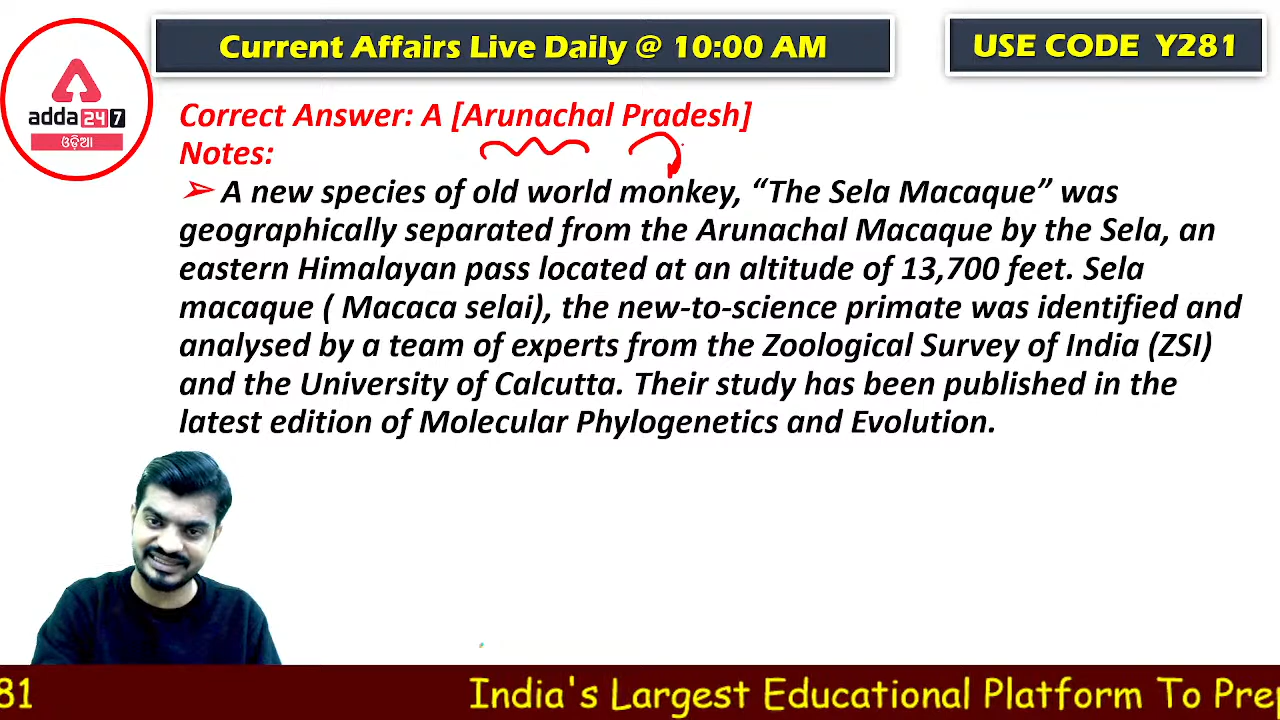 Current Affairs Live Daily @ 10:00 AM
USE CODE Y281
adda247
ଓଡ଼ିଆ
Correct Answer: A [Arunachal Pradesh]
Notes:
➢ A new species of old world monkey, “The Sela Macaque” was
geographically separated from the Arunachal Macaque by the Sela, an
eastern Himalayan pass located at an altitude of 13,700 feet. Sela
macaque ( Macaca selai), the new-to-science primate was identified and
analysed by a team of experts from the Zoological Survey of India (ZSI)
and the University of Calcutta. Their study has been published in the
latest edition of Molecular Phylogenetics and Evolution.
81 India's Largest Educational Platform To Prep